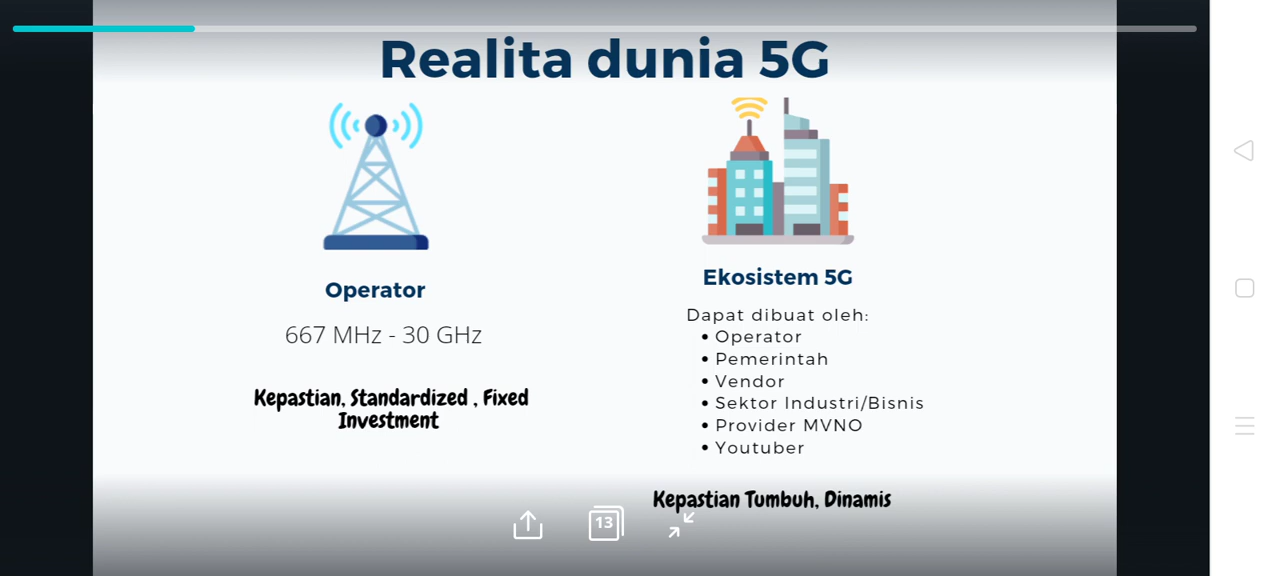 Realita dunia 5G
Operator
667 MHz - 30 GHz
Kepastian, Standardized , Fixed
Investment
Ekosistem 5G
Dapat dibuat oleh:
• Operator
• Pemerintah
• Vendor
• Sektor Industri/Bisnis
• Provider MVNO
• Youtuber
Kepastian Tumbuh, Dinamis
13